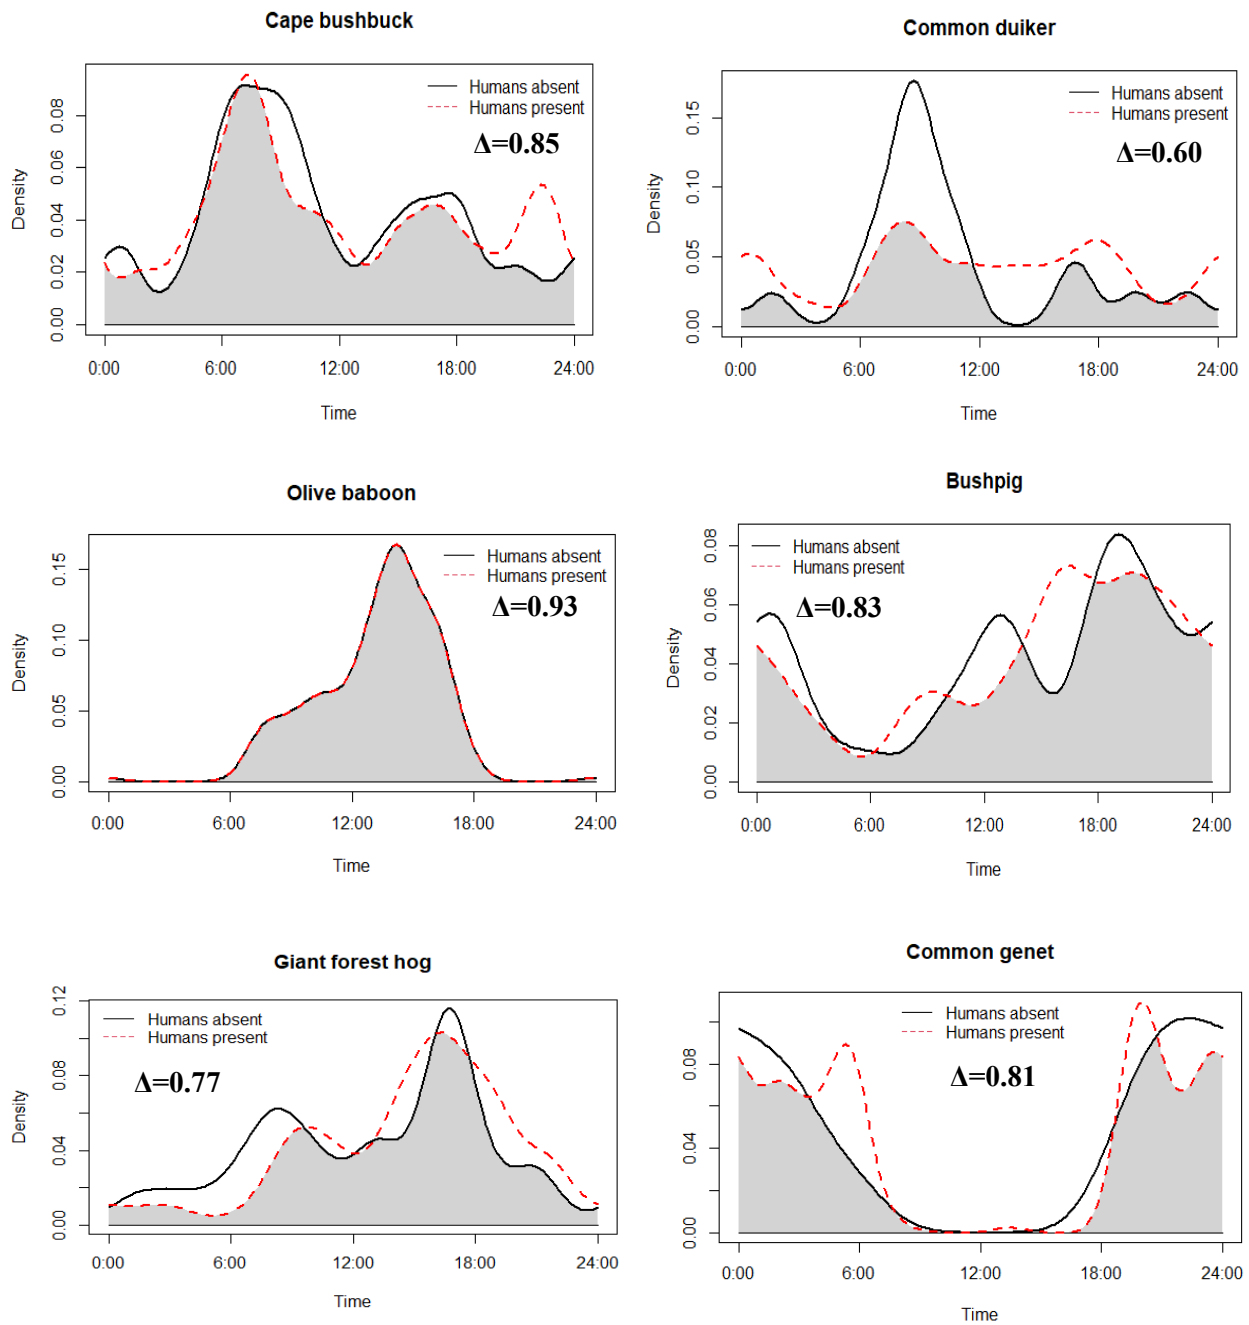 Cape bushbuck
Humans absent
Humans present
Δ=0.85
Density
0.00 0.02 0.04 0.06 0.08
0:00 6:00 12:00 18:00 24:00
Time
Common duiker
Humans absent
Humans present
Δ=0.60
Density
0.00 0.05 0.10 0.15
0:00 6:00 12:00 18:00 24:00
Time
Olive baboon
Humans absent
Humans present
Δ=0.93
Density
0.00 0.05 0.10 0.15
0:00 6:00 12:00 18:00 24:00
Time
Bushpig
Humans absent
Humans present
Δ=0.83
Density
0.00 0.02 0.04 0.06 0.08
0:00 6:00 12:00 18:00 24:00
Time
Giant forest hog
Humans absent
Humans present
Δ=0.77
Density
0.00 0.04 0.08 0.12
0:00 6:00 12:00 18:00 24:00
Time
Common genet
Humans absent
Humans present
Δ=0.81
Density
0.00 0.04 0.08
0:00 6:00 12:00 18:00 24:00
Time